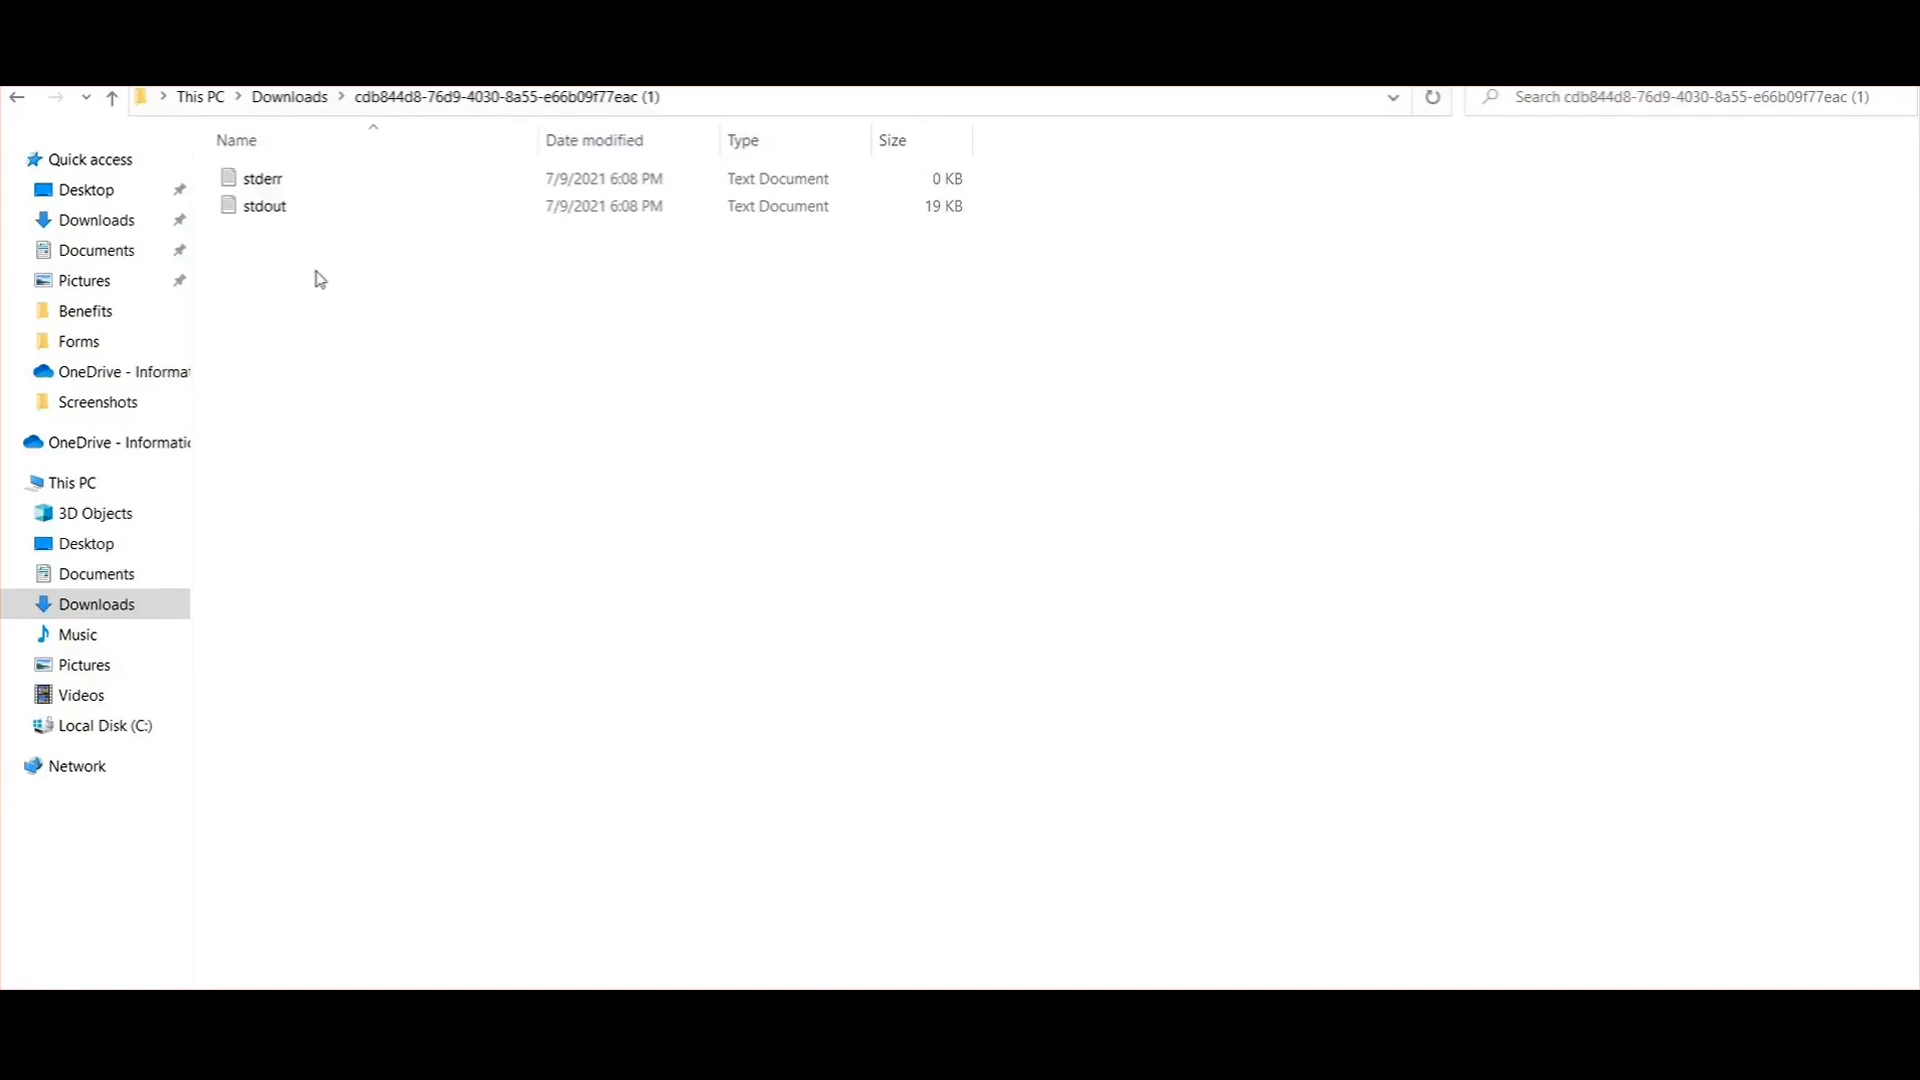 This PC > Downloads > cdb844d8-76d9-4030-8a55-e66b09f77eac (1)
Search cdb844d8-76d9-4030-8a55-e66b09f77eac (1)
Name Date modified Type Size
stderr 7/9/2021 6:08 PM Text Document 0 KB
stdout 7/9/2021 6:08 PM Text Document 19 KB
Quick access
Desktop
Downloads
Documents
Pictures
Benefits
Forms
OneDrive - Informat
Screenshots
OneDrive - Informatic
This PC
3D Objects
Desktop
Documents
Downloads
Music
Pictures
Videos
Local Disk (C:)
Network